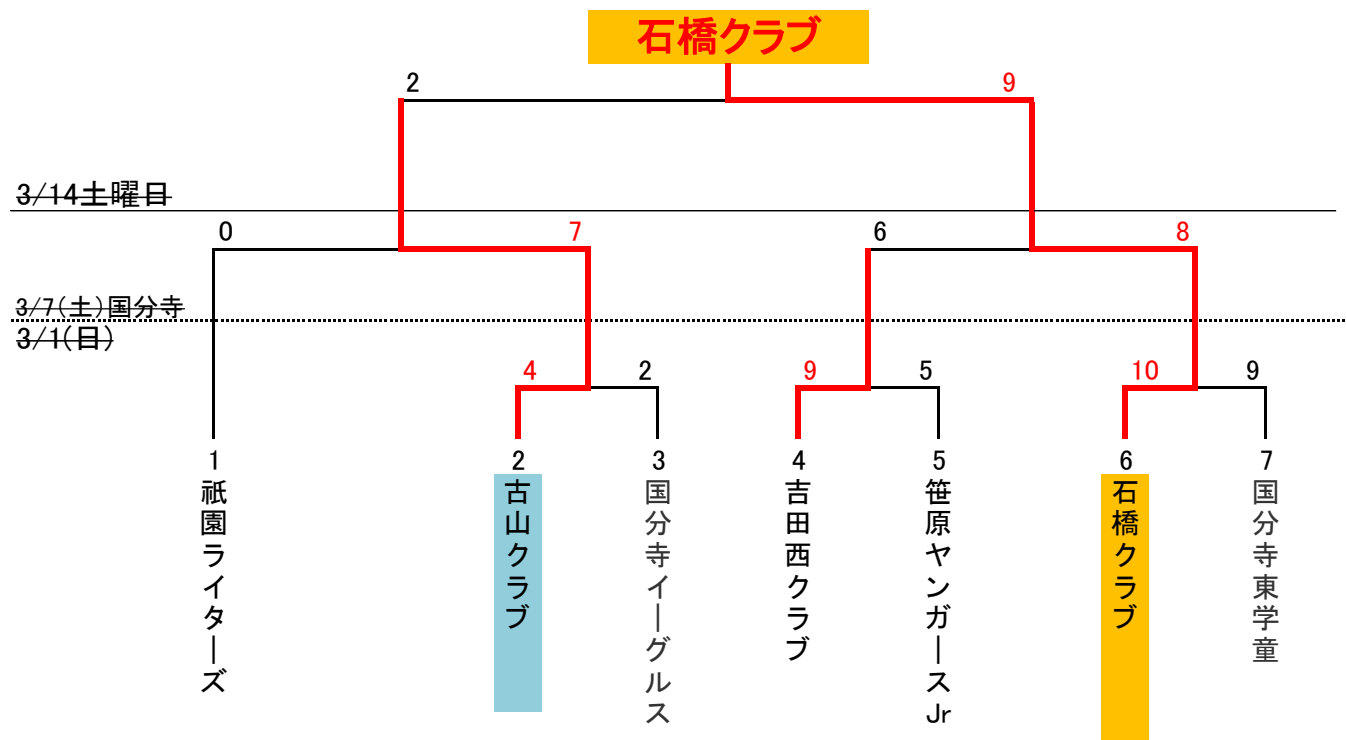 石橋クラブ
2
9
3/14土曜日
0
7
6
8
3/7(土)国分寺
3/1(日)
4
2
9
5
10
9
1
2
3
4
5
6
7
祇園ライターズ
古山クラブ
国分寺イーグルス
吉田西クラブ
笹原ヤンガースJr
石橋クラブ
国分寺東学童